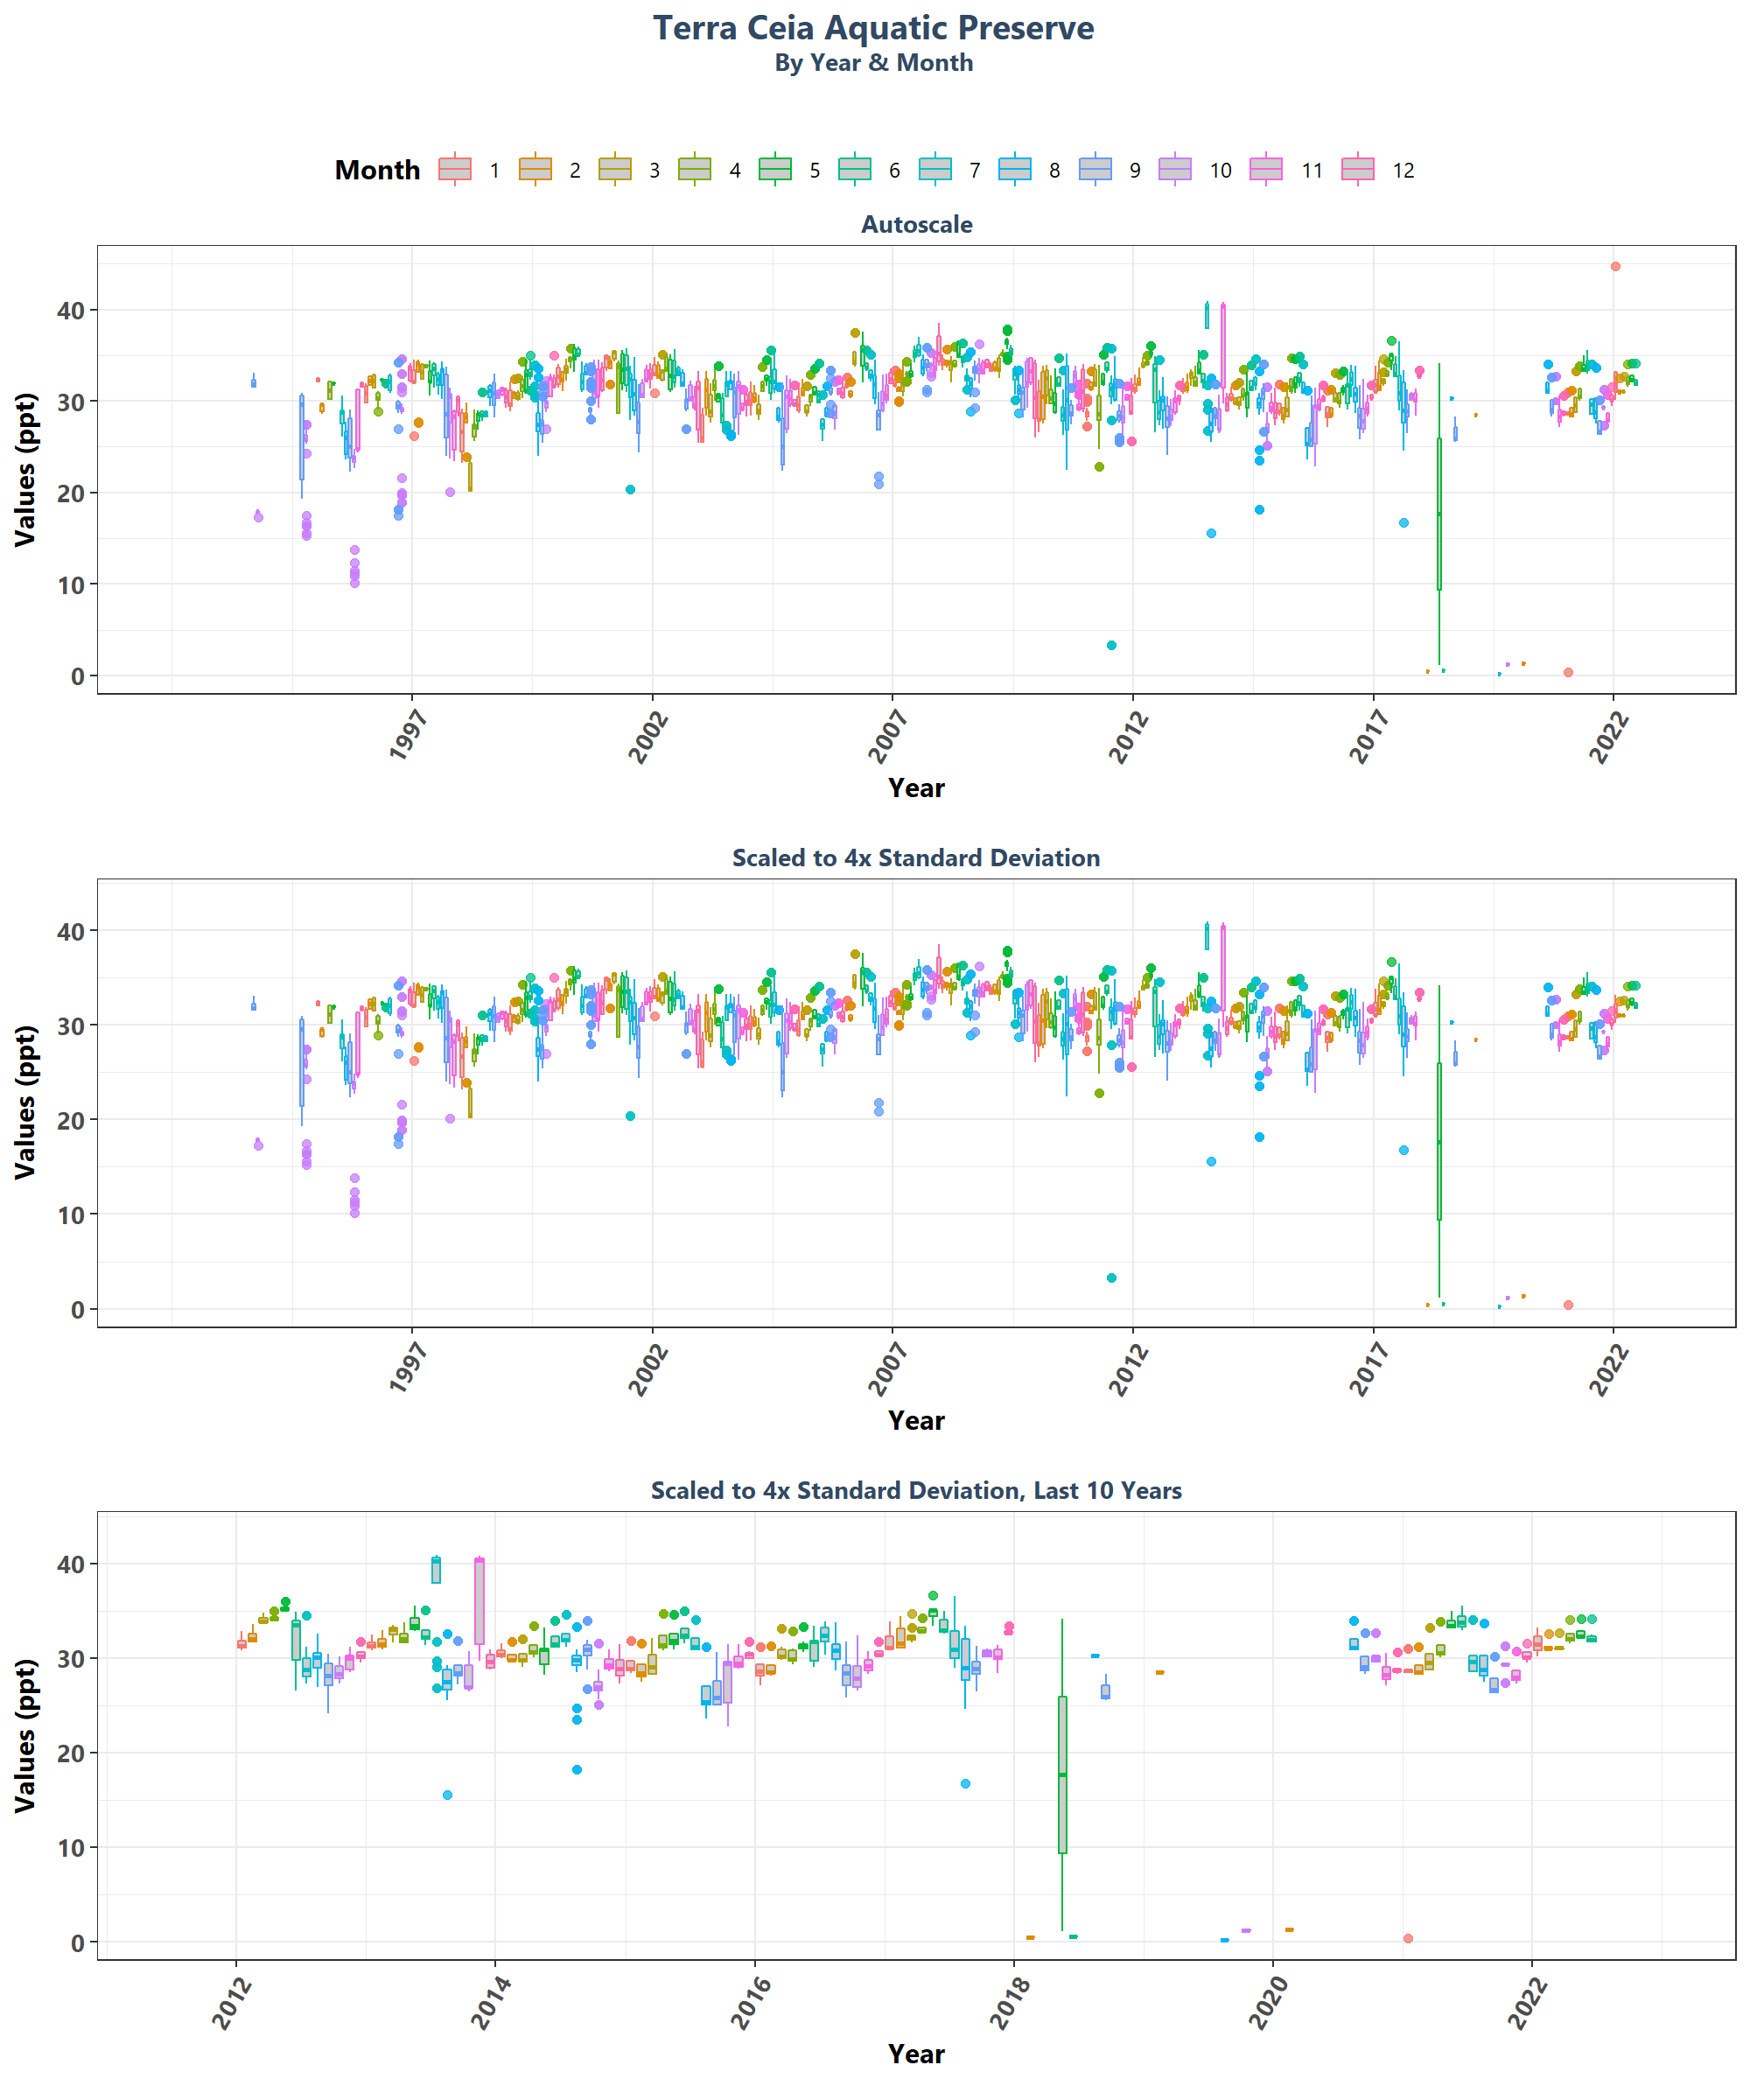 Terra Ceia Aquatic Preserve
By Year & Month
Month 1 2 3 4 5 6 7 8 9 10 11 12
Autoscale
Values (ppt)
40
30
20
10
0
1997 2002 2007 2012 2017 2022
Year
Scaled to 4x Standard Deviation
Values (ppt)
40
30
20
10
0
1997 2002 2007 2012 2017 2022
Year
Scaled to 4x Standard Deviation, Last 10 Years
Values (ppt)
40
30
20
10
0
2012 2014 2016 2018 2020 2022
Year